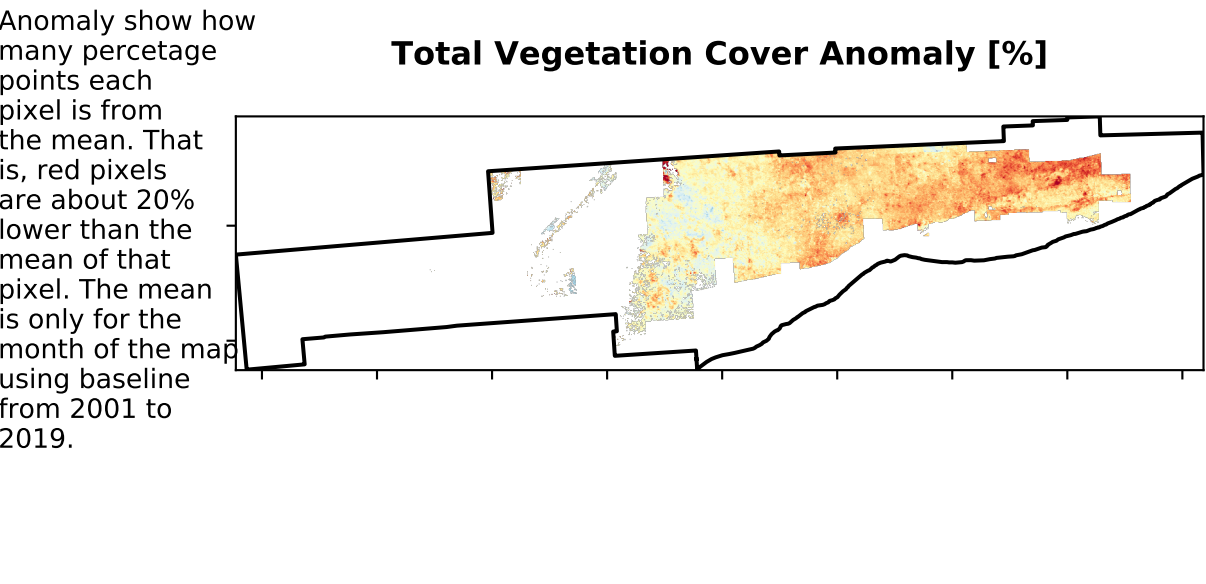 Anomaly show how
many percetage
points each
pixel is from
the mean. That
is, red pixels
are about 20%
lower than the
mean of that
pixel. The mean
is only for the
month of the map
using baseline
from 2001 to
2019.
Total Vegetation Cover Anomaly [%]